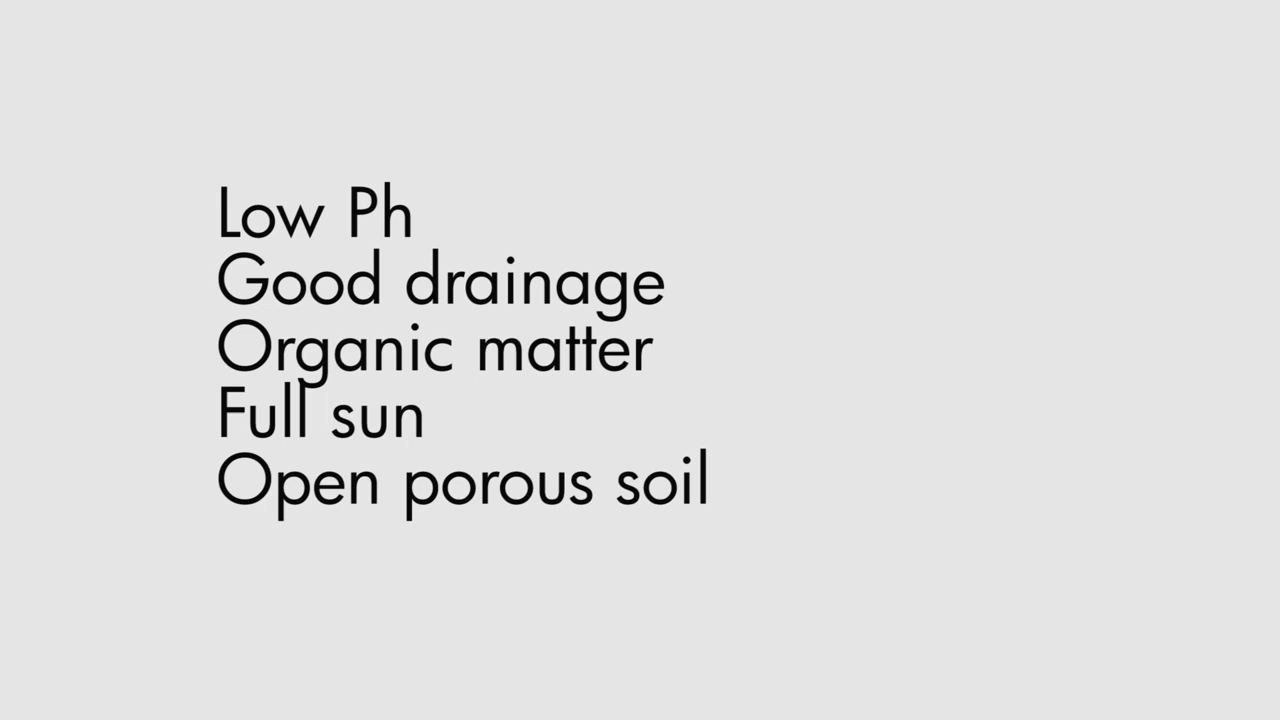 Low Ph
Good drainage
Organic matter
Full sun
Open porous soil